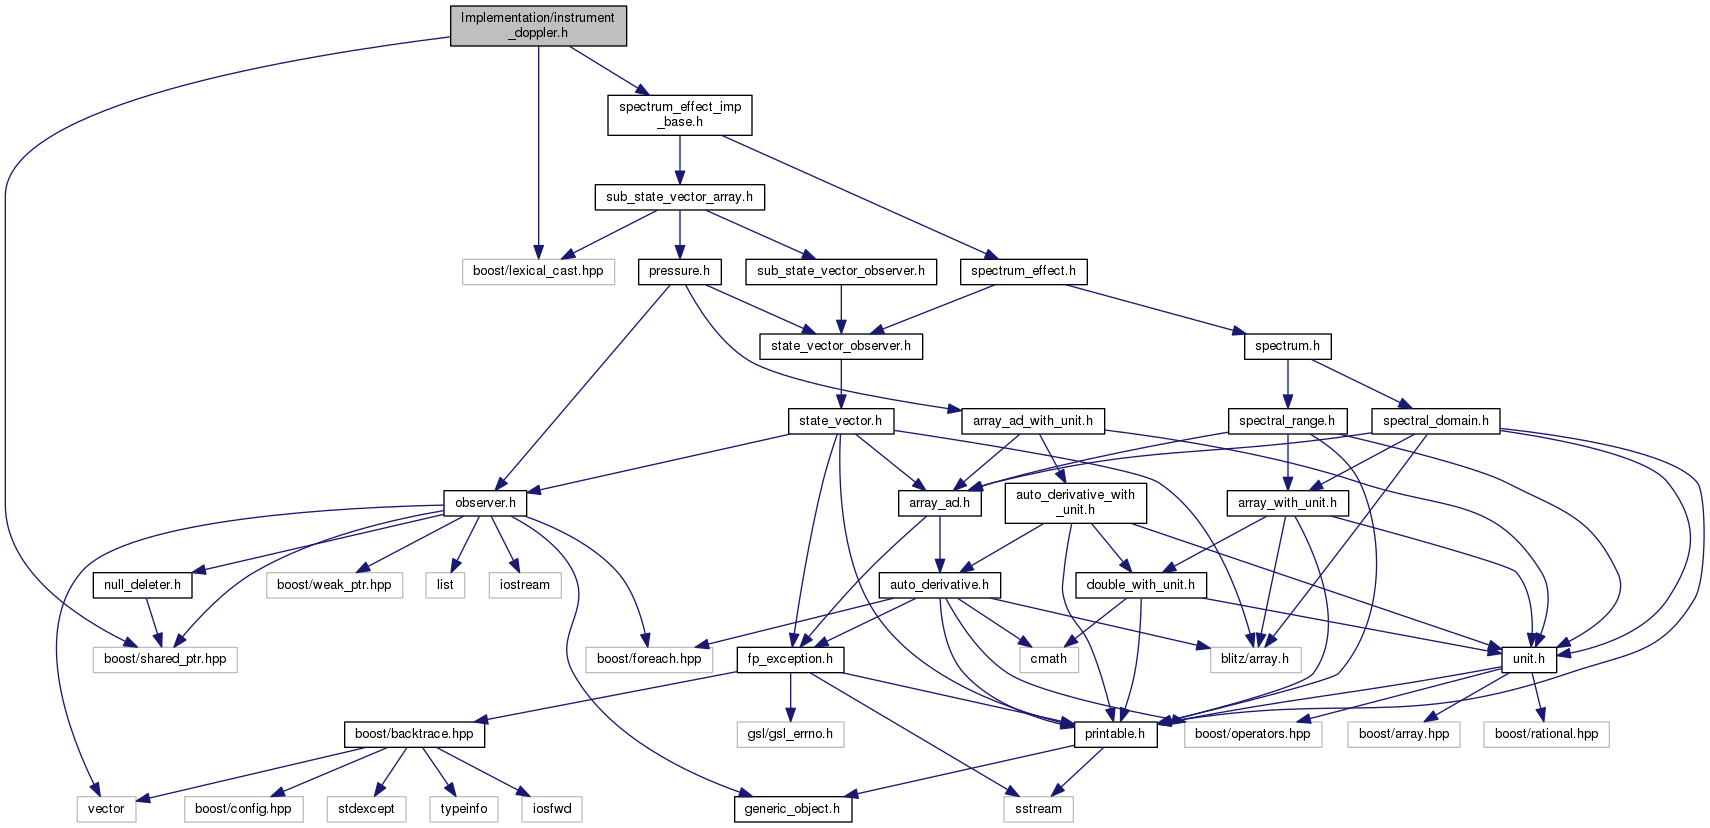 Implementation/instrument
_doppler.h
spectrum_effect_imp
_base.h
sub_state_vector_array.h
boost/lexical_cast.hpp
pressure.h
sub_state_vector_observer.h
spectrum_effect.h
state_vector_observer.h
spectrum.h
state_vector.h
array_ad_with_unit.h
spectral_range.h
spectral_domain.h
observer.h
array_ad.h
auto_derivative_with
_unit.h
array_with_unit.h
null_deleter.h
boost/weak_ptr.hpp
list
iostream
auto_derivative.h
double_with_unit.h
boost/shared_ptr.hpp
boost/foreach.hpp
fp_exception.h
cmath
blitz/array.h
unit.h
boost/backtrace.hpp
gsl/gsl_errno.h
printable.h
boost/operators.hpp
boost/array.hpp
boost/rational.hpp
vector
boost/config.hpp
stdexcept
typeinfo
iosfwd
generic_object.h
sstream